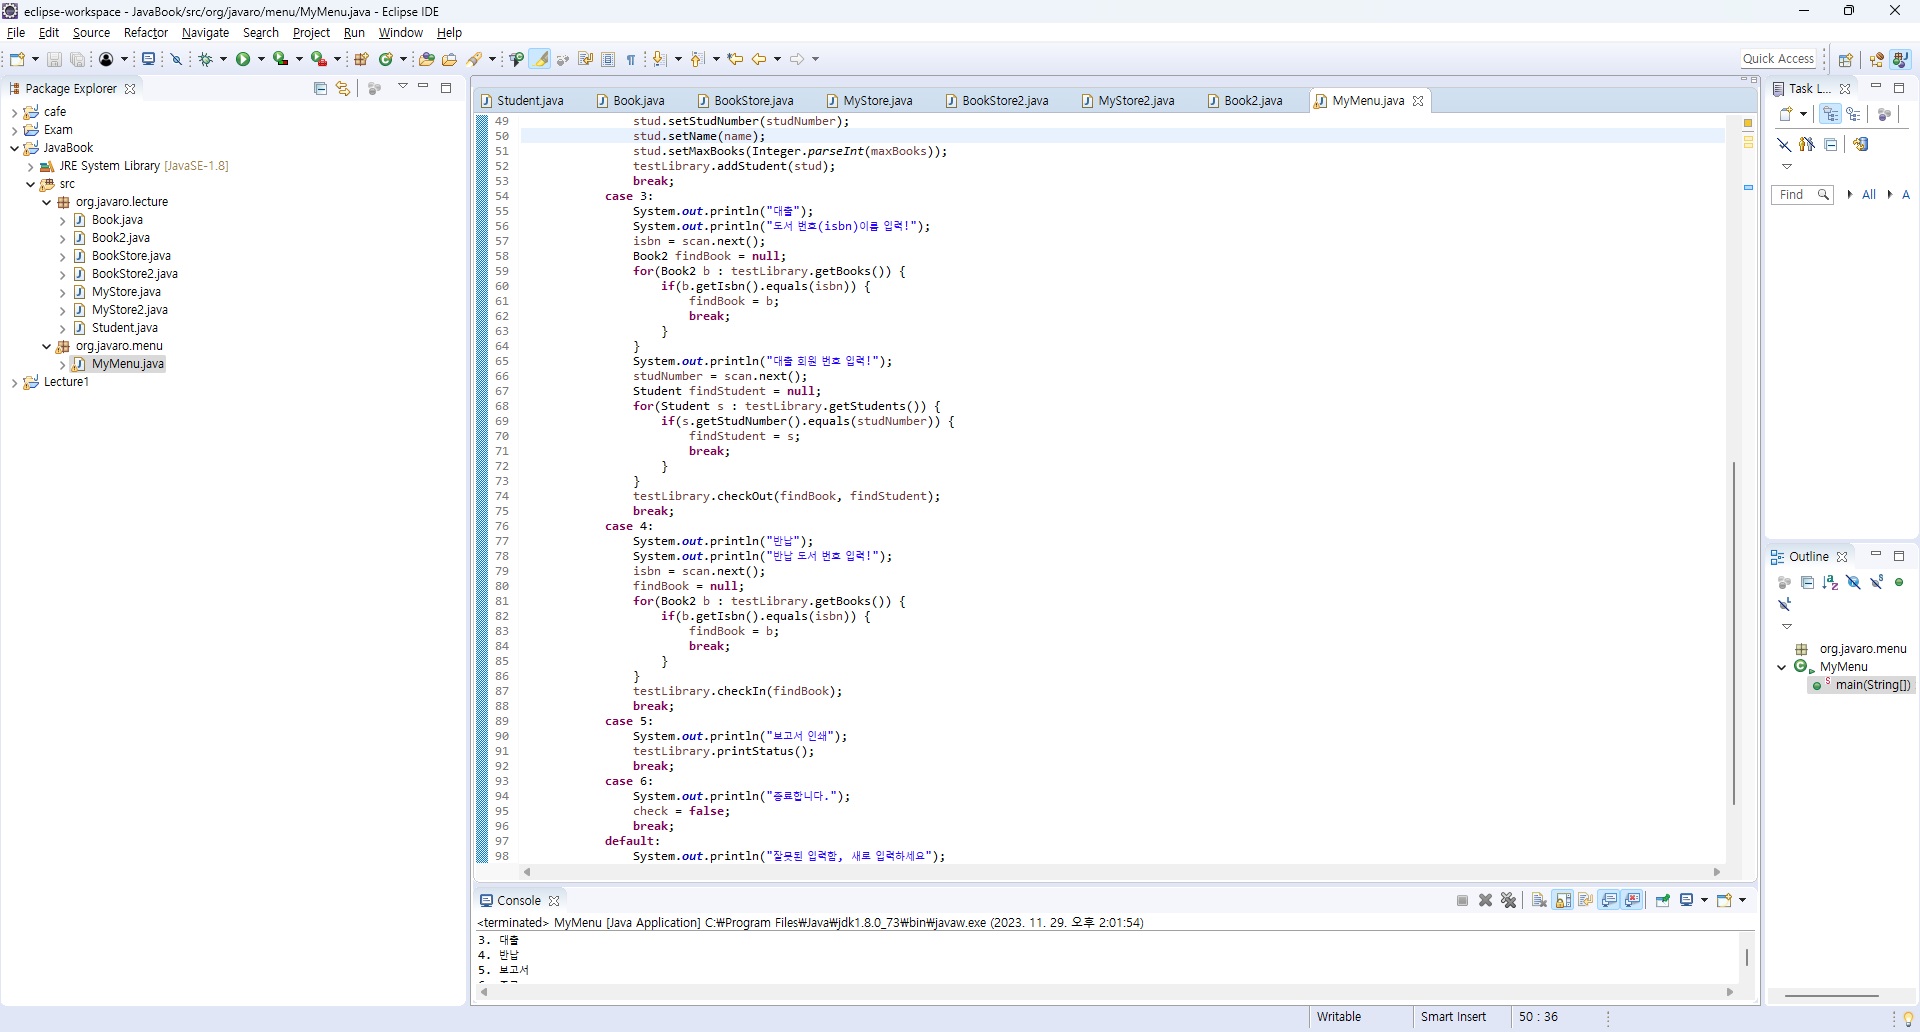 eclipse-workspace - JavaBook/src/org/javaro/menu/MyMenu.java - Eclipse IDE
File Edit Source Refactor Navigate Search Project Run Window Help
Quick Access
Package Explorer
cafe
Exam
JavaBook
JRE System Library [JavaSE-1.8]
src
org.javaro.lecture
Book.java
Book2.java
BookStore.java
BookStore2.java
MyStore.java
MyStore2.java
Student.java
org.javaro.menu
MyMenu.java
Lecture1
Student.java Book.java BookStore.java MyStore.java BookStore2.java MyStore2.java Book2.java MyMenu.java
49 stud.setStudNumber(studNumber);
50 stud.setName(name);
51 stud.setMaxBooks(Integer.parseInt(maxBooks));
52 testLibrary.addStudent(stud);
53 break;
54 case 3:
55 System.out.println("대출");
56 System.out.println("도서 번호(isbn)이름 입력!");
57 isbn = scan.next();
58 Book2 findBook = null;
59 for(Book2 b : testLibrary.getBooks()) {
60 if(b.getIsbn().equals(isbn)) {
61 findBook = b;
62 break;
63 }
64 }
65 System.out.println("대출 회원 번호 입력!");
66 studNumber = scan.next();
67 Student findStudent = null;
68 for(Student s : testLibrary.getStudents()) {
69 if(s.getStudNumber().equals(studNumber)) {
70 findStudent = s;
71 break;
72 }
73 }
74 testLibrary.checkOut(findBook, findStudent);
75 break;
76 case 4:
77 System.out.println("반납");
78 System.out.println("반납 도서 번호 입력!");
79 isbn = scan.next();
80 findBook = null;
81 for(Book2 b : testLibrary.getBooks()) {
82 if(b.getIsbn().equals(isbn)) {
83 findBook = b;
84 break;
85 }
86 }
87 testLibrary.checkIn(findBook);
88 break;
89 case 5:
90 System.out.println("보고서 인쇄");
91 testLibrary.printStatus();
92 break;
93 case 6:
94 System.out.println("종료합니다.");
95 check = false;
96 break;
97 default:
98 System.out.println("잘못된 입력함, 새로 입력하세요");
Console
<terminated> MyMenu [Java Application] C:₩Program Files₩Java₩jdk1.8.0_73₩bin₩javaw.exe (2023. 11. 29. 오후 2:01:54)
3. 대출
4. 반납
5. 보고서
Task L...
Find All A
Outline
org.javaro.menu
MyMenu
main(String[])
Writable Smart Insert 50 : 36